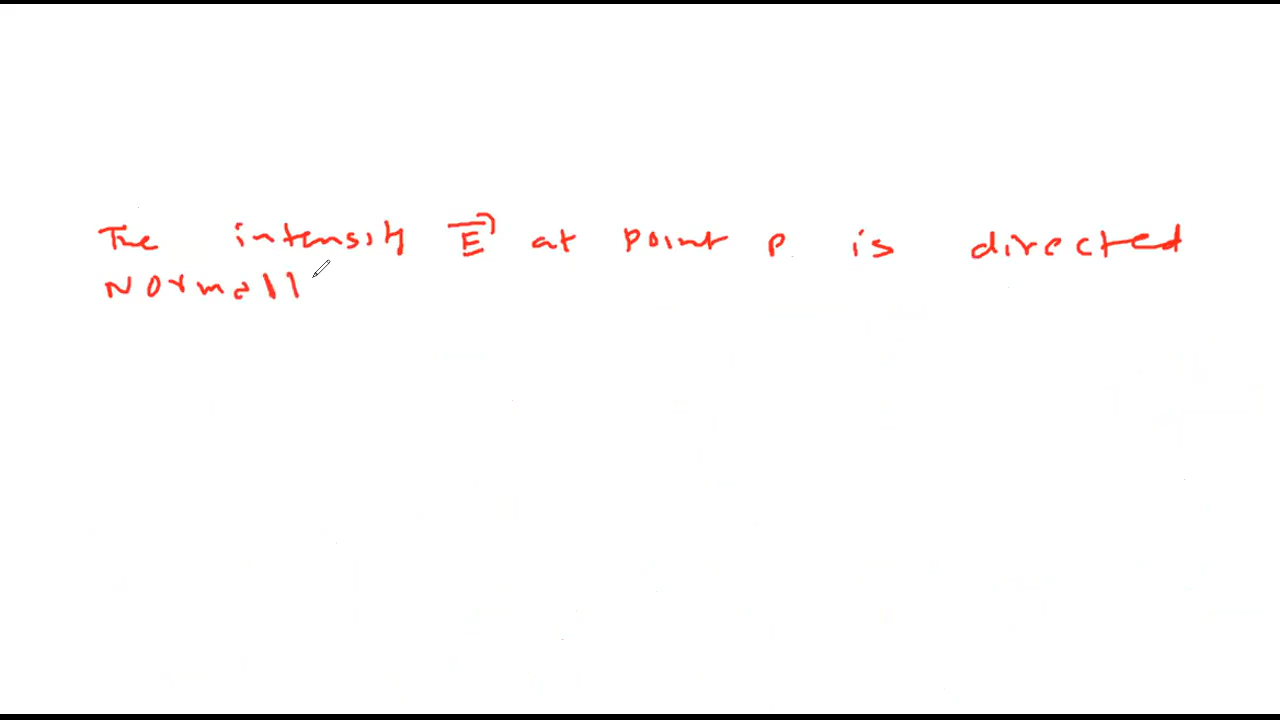 The intensity E⃗ at point P is directed
Normall